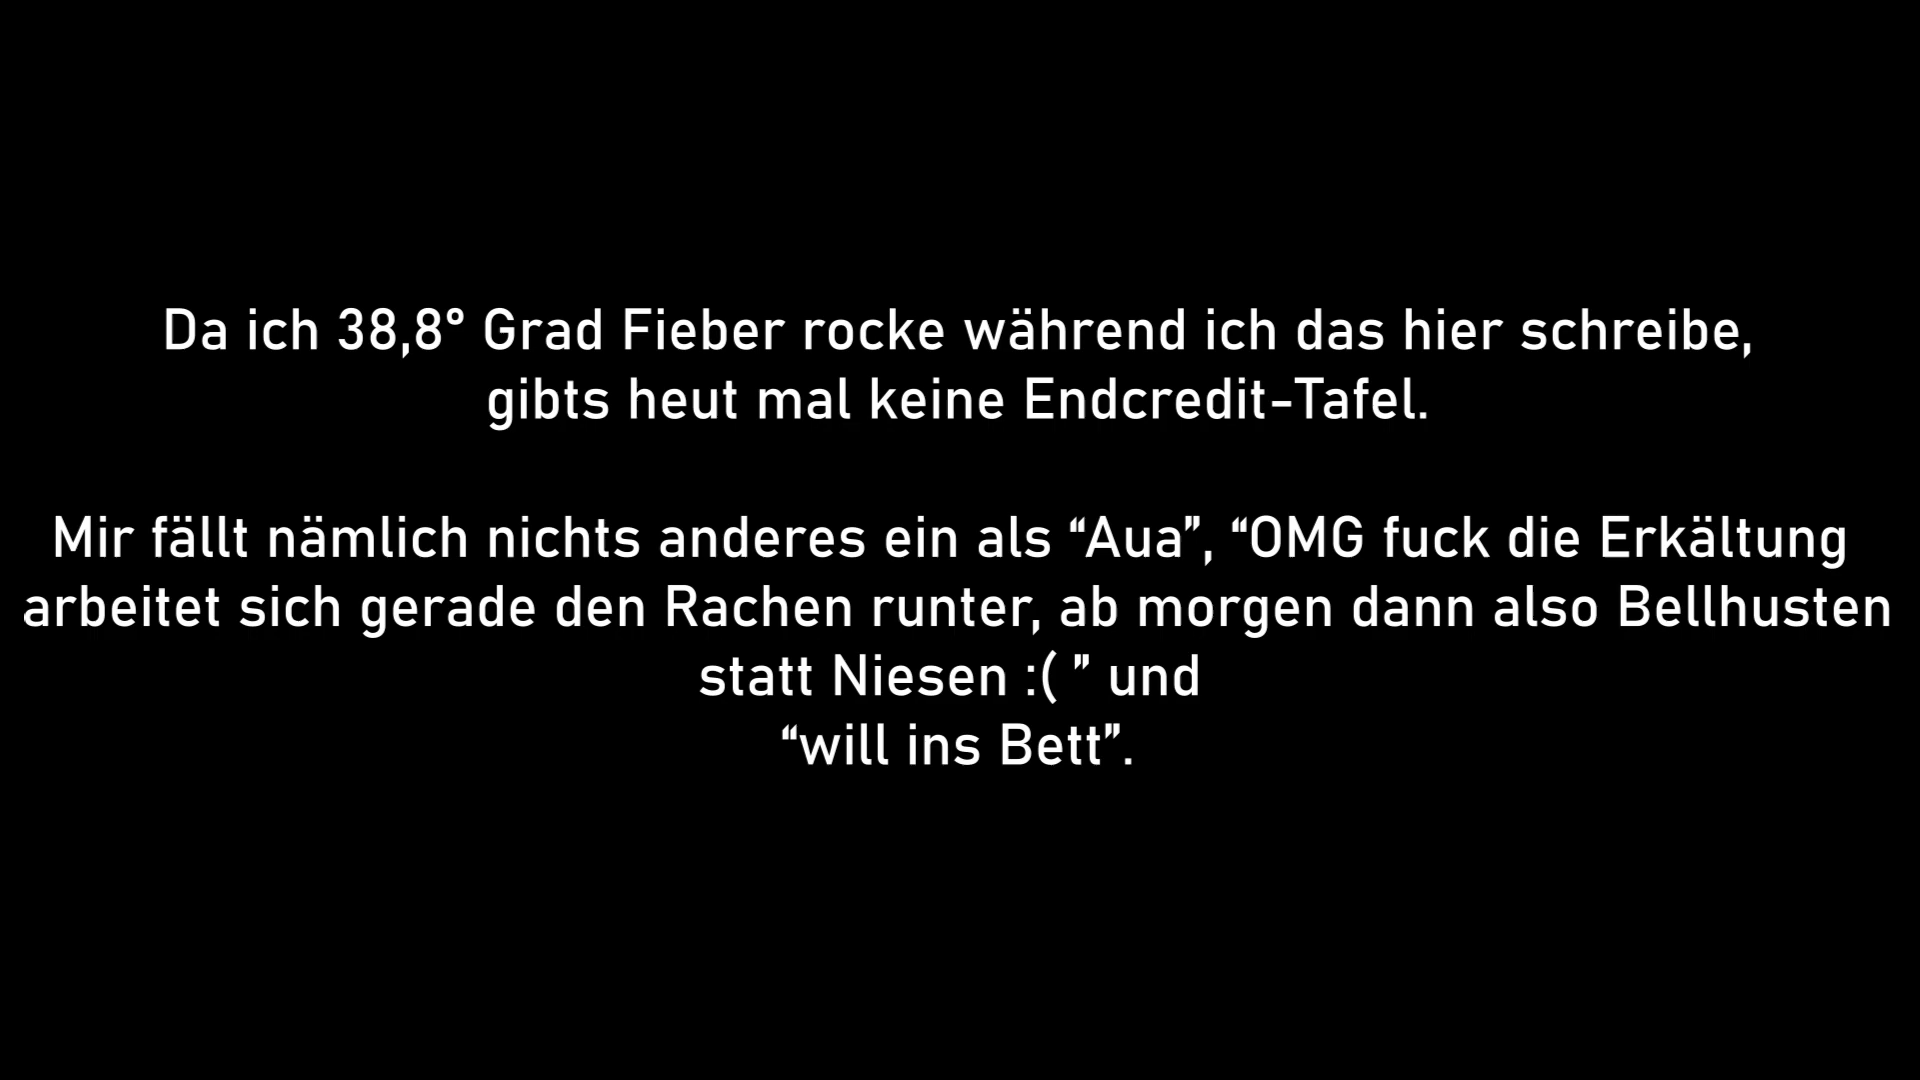 Da ich 38,8° Grad Fieber rocke während ich das hier schreibe,
gibts heut mal keine Endcredit-Tafel.
Mir fällt nämlich nichts anderes ein als “Aua”, “OMG fuck die Erkältung
arbeitet sich gerade den Rachen runter, ab morgen dann also Bellhusten
statt Niesen :( ” und
“will ins Bett”.